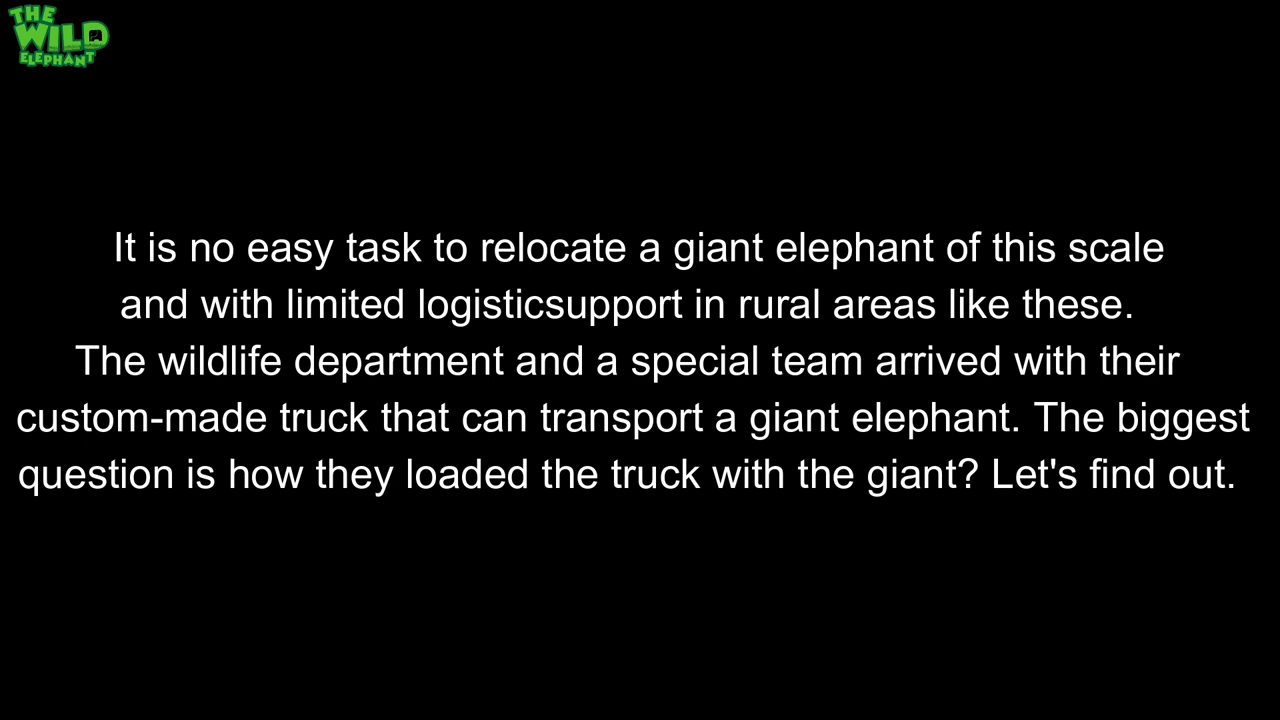 THE
WILD
ELEPHANT
It is no easy task to relocate a giant elephant of this scale
and with limited logisticsupport in rural areas like these.
The wildlife department and a special team arrived with their
custom-made truck that can transport a giant elephant. The biggest
question is how they loaded the truck with the giant? Let's find out.